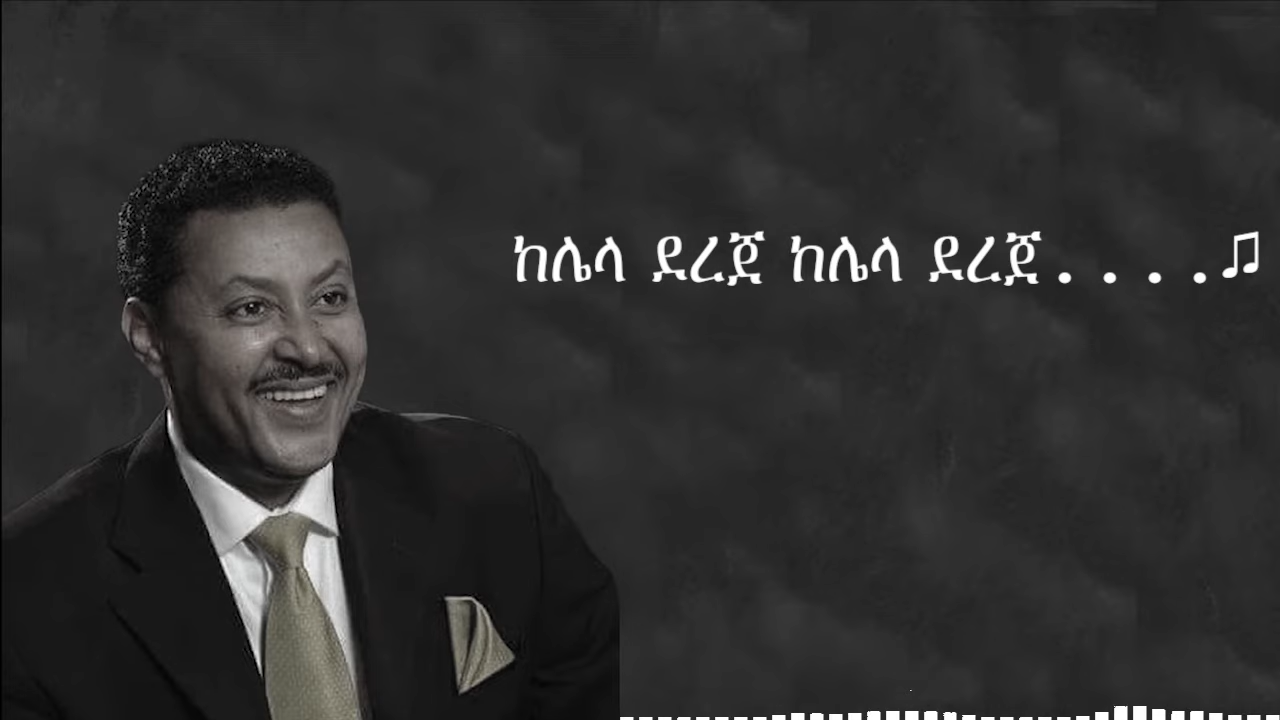 ከሌላ ደረጀ ከሌላ ደረጀ . . . . ♫